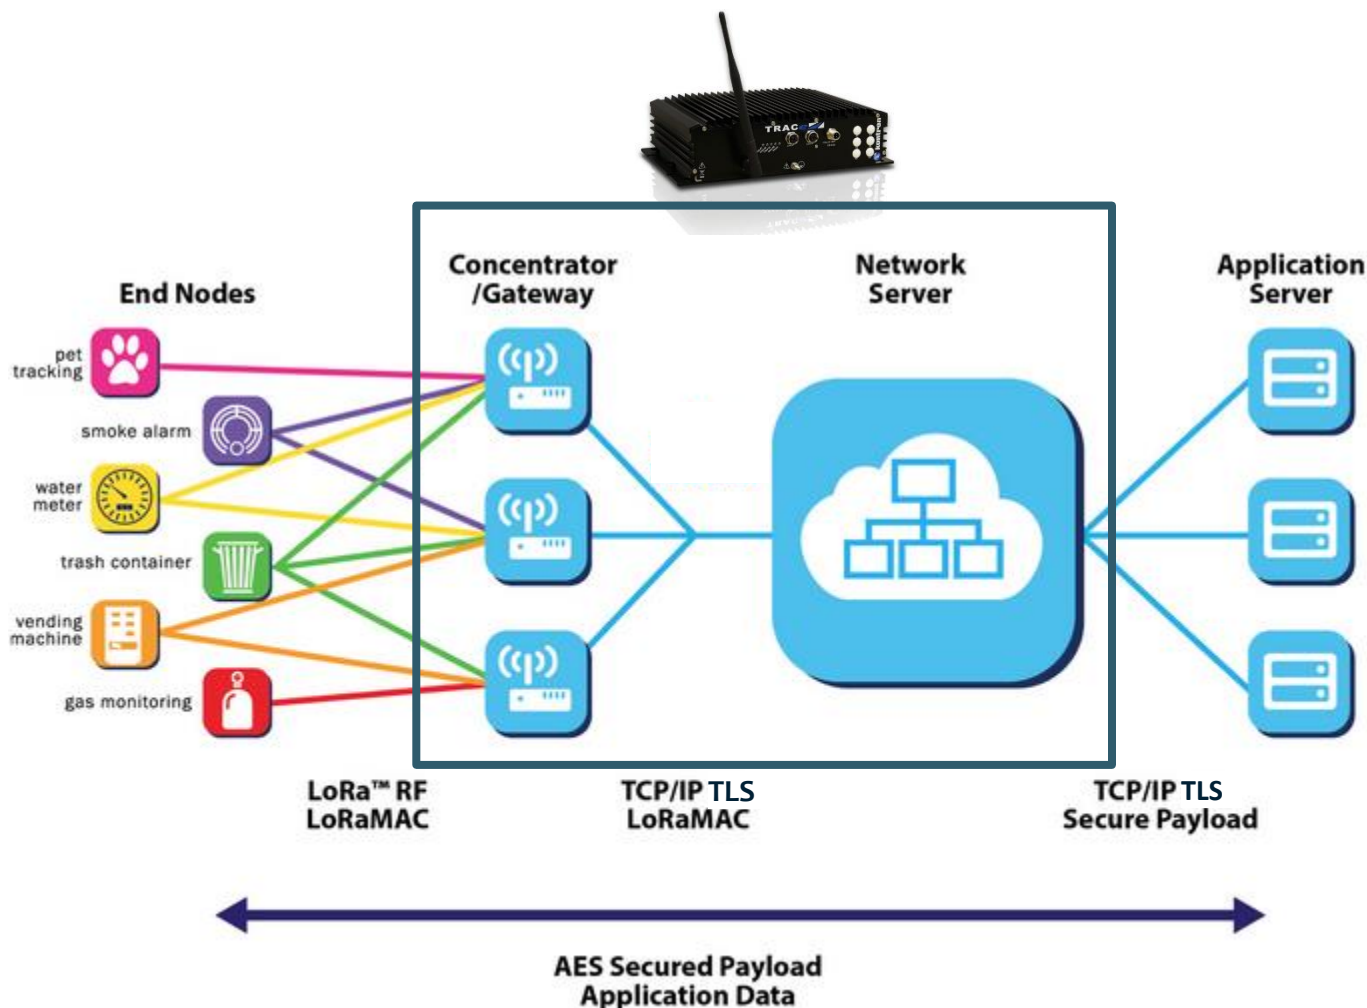 TRAC
kontron
Concentrator
/Gateway
Network
Server
Application
Server
End Nodes
pet
tracking
smoke alarm
water
meter
trash container
vending
machine
gas monitoring
LoRa™ RF
LoRaMAC
TCP/IP TLS
LoRaMAC
TCP/IP TLS
Secure Payload
AES Secured Payload
Application Data